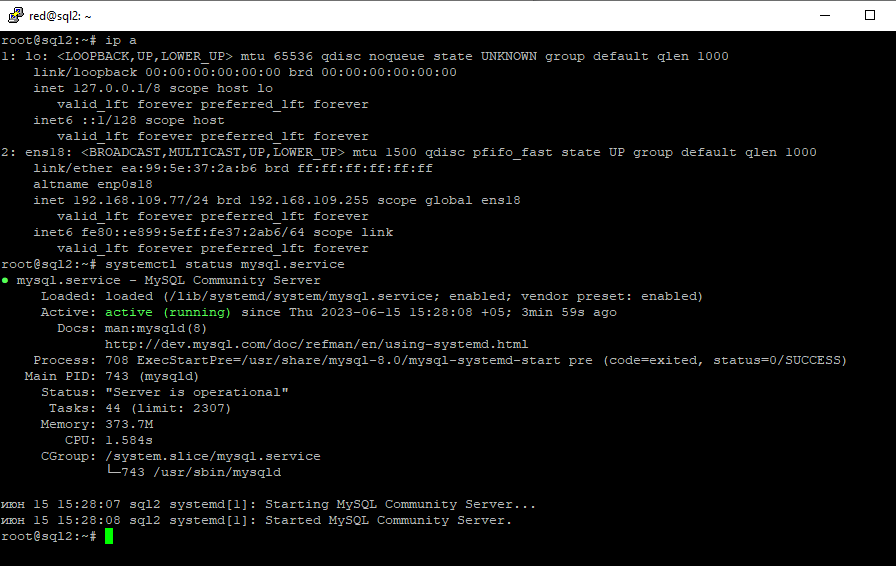 red@sql2: ~
root@sql2:~# ip a
1: lo: <LOOPBACK,UP,LOWER_UP> mtu 65536 qdisc noqueue state UNKNOWN group default qlen 1000
    link/loopback 00:00:00:00:00:00 brd 00:00:00:00:00:00
    inet 127.0.0.1/8 scope host lo
       valid_lft forever preferred_lft forever
    inet6 ::1/128 scope host
       valid_lft forever preferred_lft forever
2: ens18: <BROADCAST,MULTICAST,UP,LOWER_UP> mtu 1500 qdisc pfifo_fast state UP group default qlen 1000
    link/ether ea:99:5e:37:2a:b6 brd ff:ff:ff:ff:ff:ff
    altname enp0s18
    inet 192.168.109.77/24 brd 192.168.109.255 scope global ens18
       valid_lft forever preferred_lft forever
    inet6 fe80::e899:5eff:fe37:2ab6/64 scope link
       valid_lft forever preferred_lft forever
root@sql2:~# systemctl status mysql.service
● mysql.service - MySQL Community Server
     Loaded: loaded (/lib/systemd/system/mysql.service; enabled; vendor preset: enabled)
     Active: active (running) since Thu 2023-06-15 15:28:08 +05; 3min 59s ago
       Docs: man:mysqld(8)
             http://dev.mysql.com/doc/refman/en/using-systemd.html
    Process: 708 ExecStartPre=/usr/share/mysql-8.0/mysql-systemd-start pre (code=exited, status=0/SUCCESS)
   Main PID: 743 (mysqld)
     Status: "Server is operational"
      Tasks: 44 (limit: 2307)
     Memory: 373.7M
        CPU: 1.584s
     CGroup: /system.slice/mysql.service
             └─743 /usr/sbin/mysqld
июн 15 15:28:07 sql2 systemd[1]: Starting MySQL Community Server...
июн 15 15:28:08 sql2 systemd[1]: Started MySQL Community Server.
root@sql2:~#